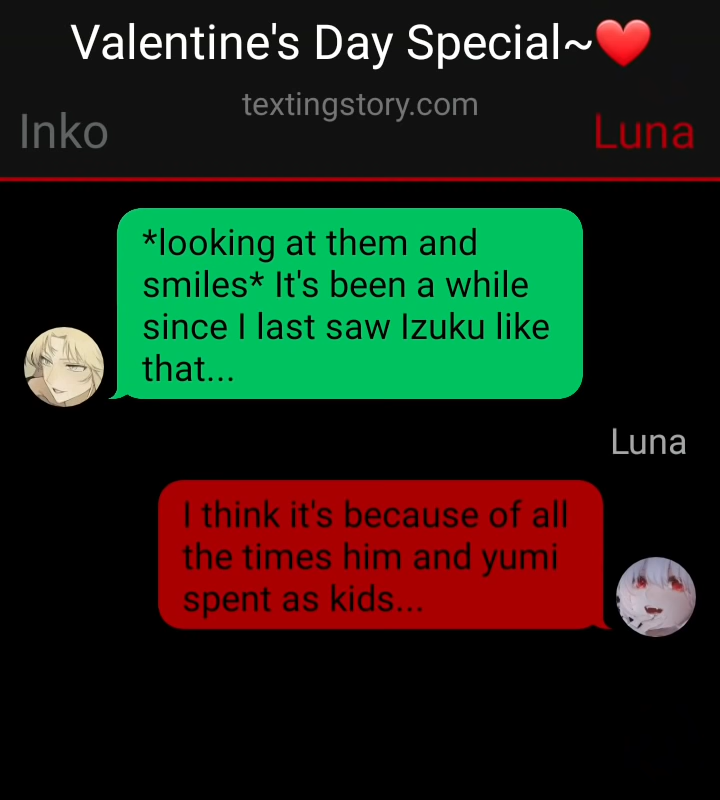 Valentine's Day Special~❤️
textingstory.com
Inko
Luna
*looking at them and
smiles* It's been a while
since I last saw Izuku like
that...
Luna
I think it's because of all
the times him and yumi
spent as kids...